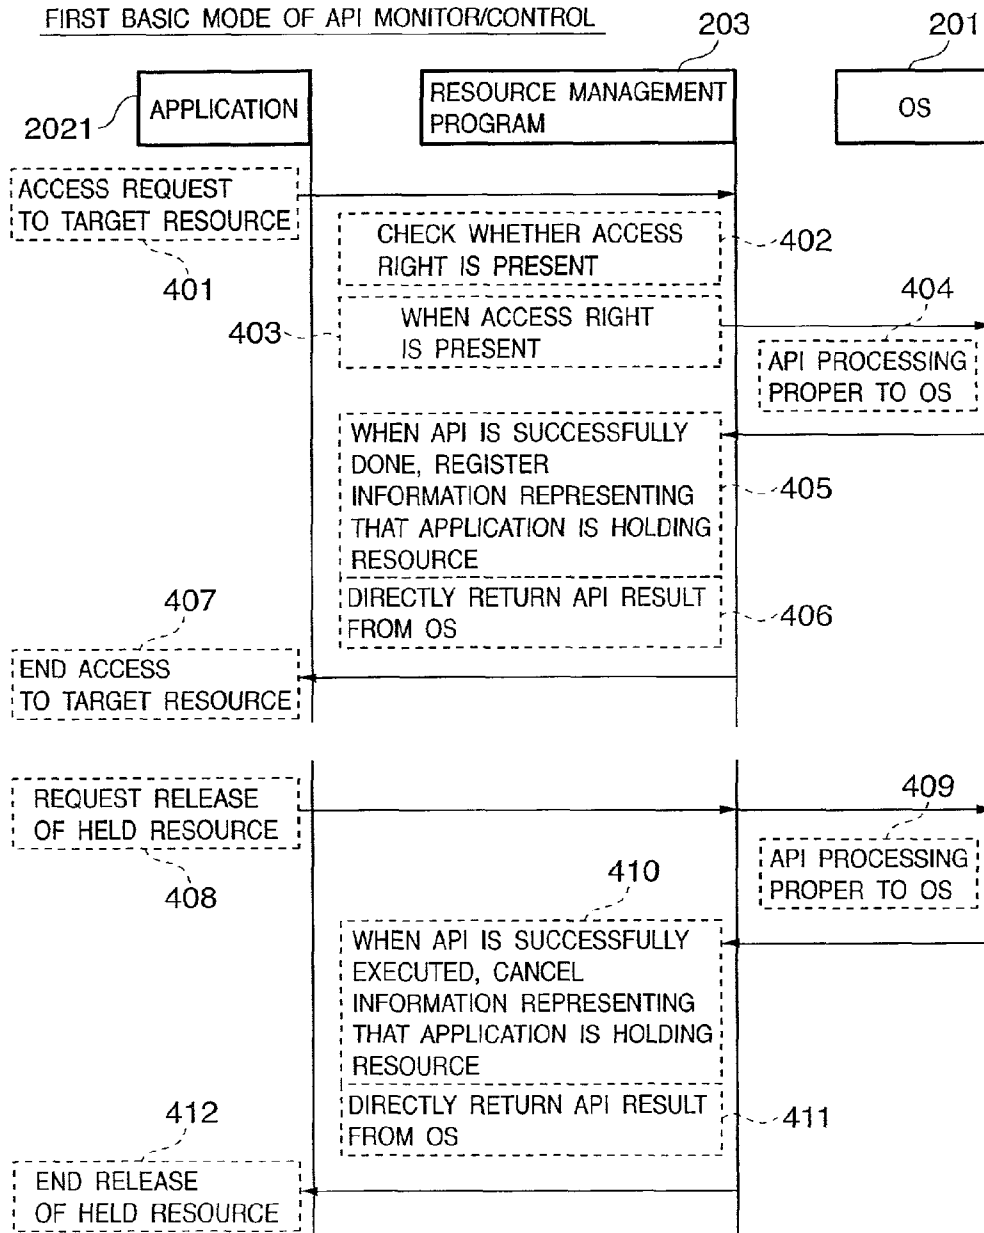 FIRST BASIC MODE OF API MONITOR/CONTROL
203
201
2021
APPLICATION
RESOURCE MANAGEMENT
PROGRAM
OS
ACCESS REQUEST
TO TARGET RESOURCE
401
CHECK WHETHER ACCESS
RIGHT IS PRESENT
402
403
WHEN ACCESS RIGHT
IS PRESENT
404
API PROCESSING
PROPER TO OS
WHEN API IS SUCCESSFULLY
DONE, REGISTER
INFORMATION REPRESENTING
THAT APPLICATION IS HOLDING
RESOURCE
405
DIRECTLY RETURN API RESULT
FROM OS
406
407
END ACCESS
TO TARGET RESOURCE
REQUEST RELEASE
OF HELD RESOURCE
408
409
API PROCESSING
PROPER TO OS
410
WHEN API IS SUCCESSFULLY
EXECUTED, CANCEL
INFORMATION REPRESENTING
THAT APPLICATION IS HOLDING
RESOURCE
DIRECTLY RETURN API RESULT
FROM OS
411
412
END RELEASE
OF HELD RESOURCE